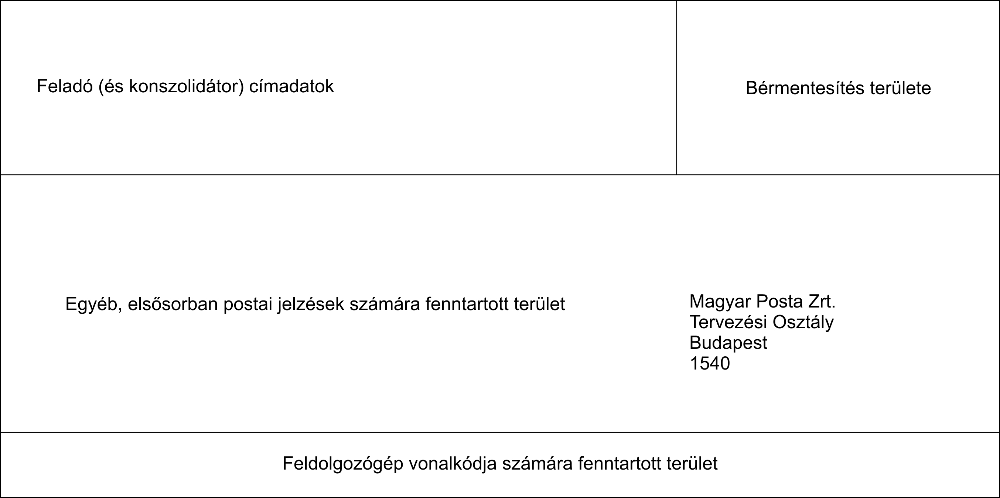 Feladó (és konszolidátor) címadatok
Bérmentesítés területe
Egyéb, elsősorban postai jelzések számára fenntartott terület
Magyar Posta Zrt.
Tervezési Osztály
Budapest
1540
Feldolgozógép vonalkódja számára fenntartott terület